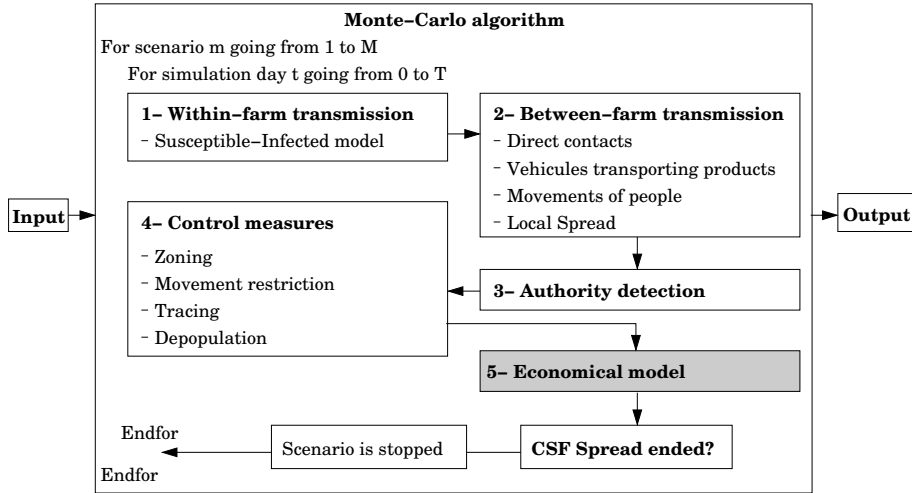 Monte-Carlo algorithm
For scenario m going from 1 to M
For simulation day t going from 0 to T
1- Within-farm transmission
- Susceptible-Infected model
2- Between-farm transmission
- Direct contacts
- Vehicules transporting products
- Movements of people
- Local Spread
Input
Output
4- Control measures
- Zoning
- Movement restriction
- Tracing
- Depopulation
3- Authority detection
5- Economical model
CSF Spread ended?
Scenario is stopped
Endfor
Endfor